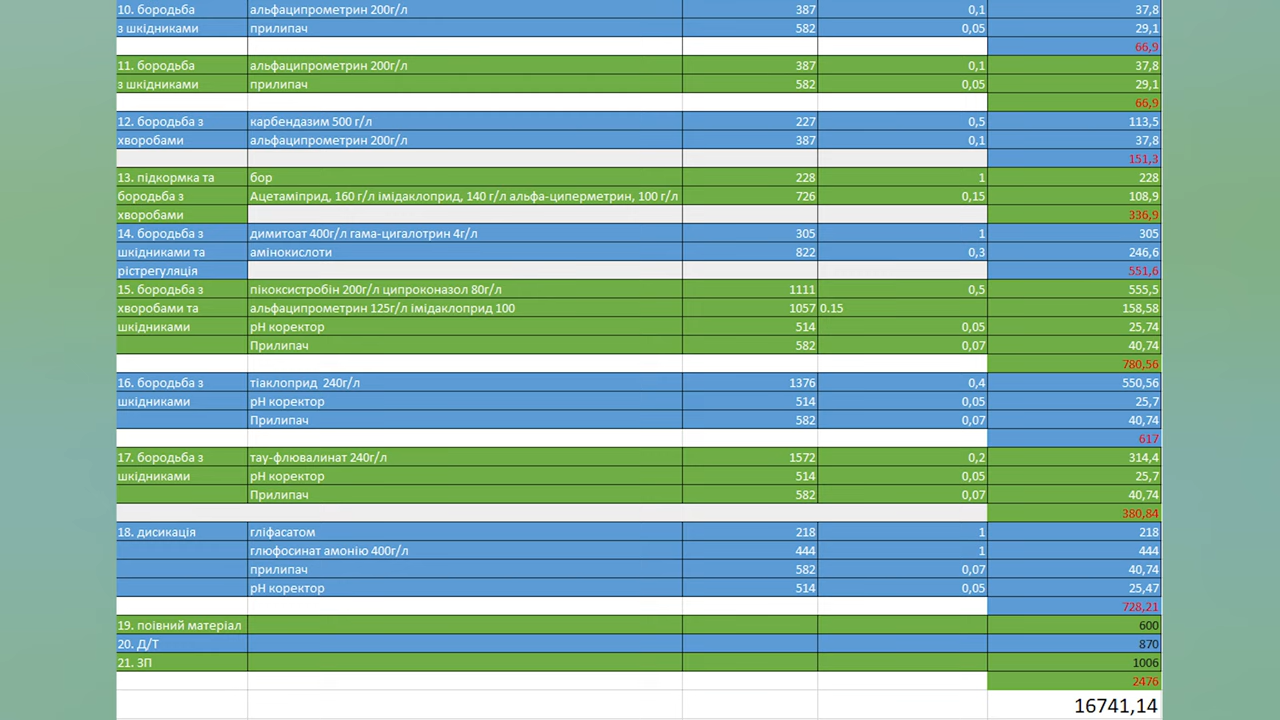 10. бородьба альфаципрометрин 200г/л 387 0,1 37,8
з шкідниками прилипач 582 0,05 29,1
66,9
11. бородьба альфаципрометрин 200г/л 387 0,1 37,8
з шкідниками прилипач 582 0,05 29,1
66,9
12. бородьба з карбендазим 500 г/л 227 0,5 113,5
хворобами альфаципрометрин 200г/л 387 0,1 37,8
151,3
13. підкормка та бор 228 1 228
бородьба з Ацетаміприд, 160 г/л імідаклоприд, 140 г/л альфа-циперметрин, 100 г/л 726 0,15 108,9
хворобами 336,9
14. бородьба з димитоат 400г/л гама-цигалотрин 4г/л 305 1 305
шкідниками та амінокислоти 822 0,3 246,6
рістрегуляція 551,6
15. бородьба з пікоксистробін 200г/л ципроконазол 80г/л 1111 0,5 555,5
хворобами та альфаципрометрин 125г/л імідаклоприд 100 1057 0.15 158,58
шкідниками рН коректор 514 0,05 25,74
Прилипач 582 0,07 40,74
780,56
16. бородьба з тіаклоприд 240г/л 1376 0,4 550,56
шкідниками рН коректор 514 0,05 25,7
Прилипач 582 0,07 40,74
617
17. бородьба з тау-флювалинат 240г/л 1572 0,2 314,4
шкідниками рН коректор 514 0,05 25,7
Прилипач 582 0,07 40,74
380,84
18. дисикація гліфасатом 218 1 218
глюфосинат амонію 400г/л 444 1 444
прилипач 582 0,07 40,74
рН коректор 514 0,05 25,47
728,21
19. поівний матеріал 600
20. Д/Т 870
21. ЗП 1006
2476
16741,14